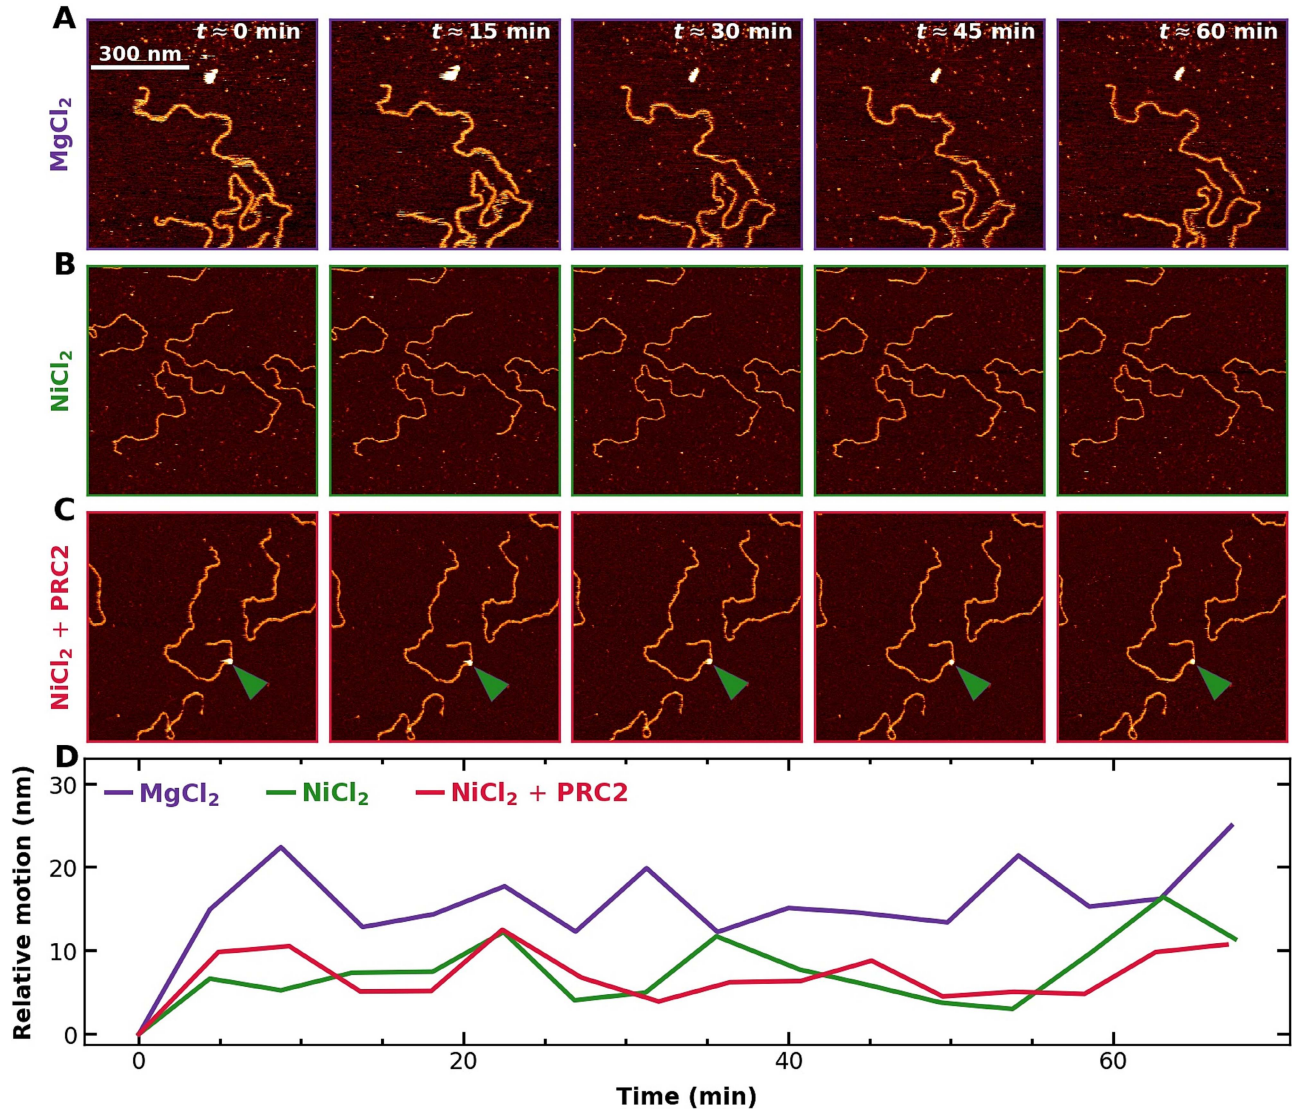 A
t ≈ 0 min
t ≈ 15 min
t ≈ 30 min
t ≈ 45 min
t ≈ 60 min
300 nm
MgCl₂
B
NiCl₂
C
NiCl₂ + PRC2
D
MgCl₂
NiCl₂
NiCl₂ + PRC2
Relative motion (nm)
30
20
10
0
0
20
40
60
Time (min)